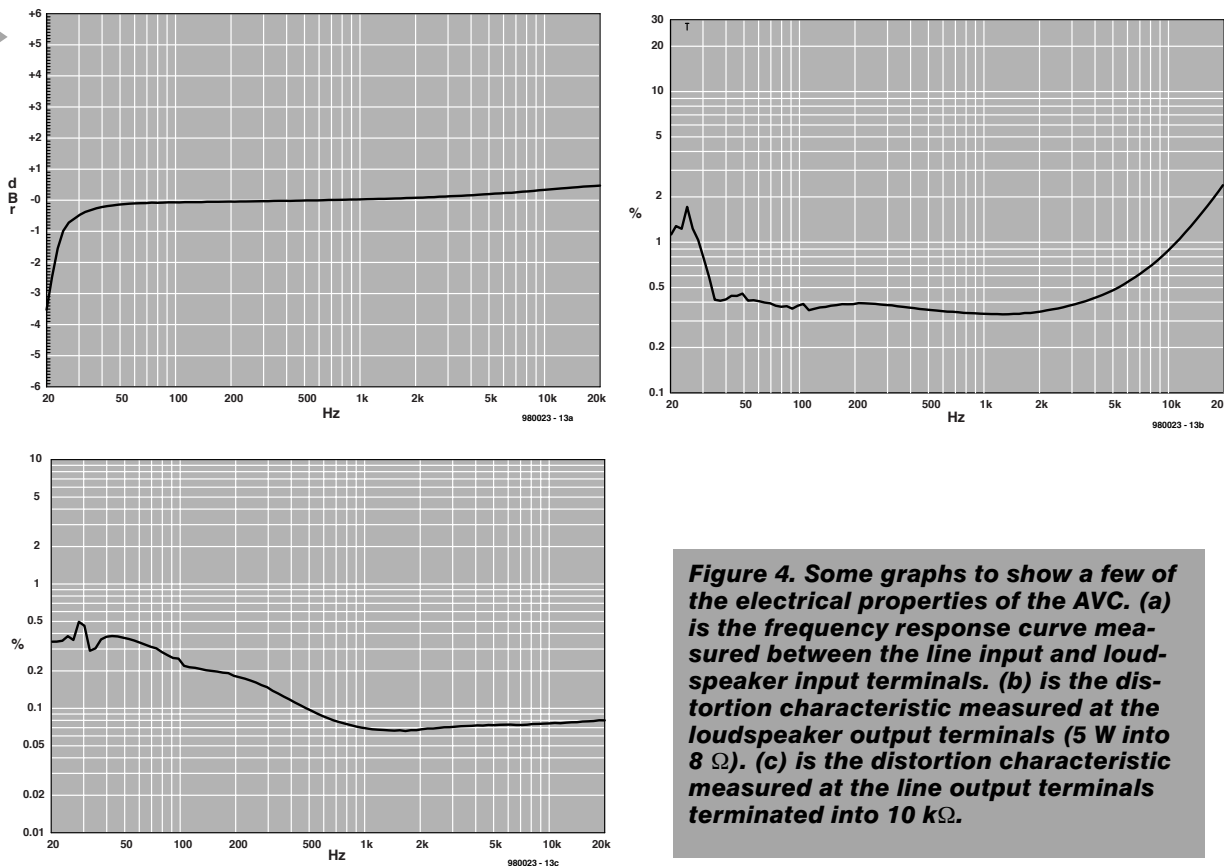 +6
+5
+4
+3
+2
+1
-0
-1
-2
-3
-4
-5
-6
d
B
r
20 50 100 200 500 1k 2k 5k 10k 20k
Hz
980023 - 13a
30
20
10
5
2
1
0.5
0.2
0.1
%
T
20 50 100 200 500 1k 2k 5k 10k 20
Hz
980023 - 13b
10
5
2
1
0.5
0.2
0.1
0.05
0.02
0.01
%
20 50 100 200 500 1k 2k 5k 10k 20k
Hz
980023 - 13c
Figure 4. Some graphs to show a few of
the electrical properties of the AVC. (a)
is the frequency response curve mea-
sured between the line input and loud-
speaker input terminals. (b) is the dis-
tortion characteristic measured at the
loudspeaker output terminals (5 W into
8 Ω). (c) is the distortion characteristic
measured at the line output terminals
terminated into 10 kΩ.